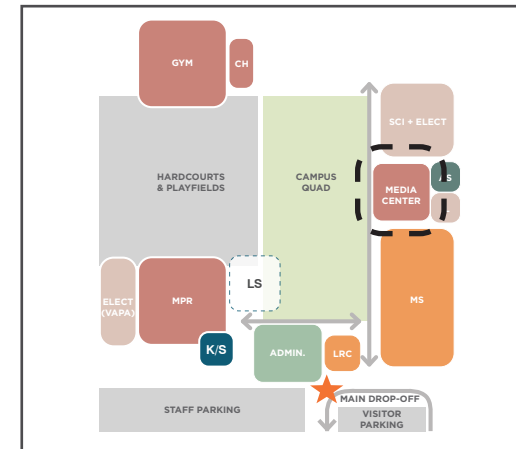 GYM
CH
SCI + ELECT
HARDCOURTS
& PLAYFIELDS
CAMPUS
QUAD
MEDIA
CENTER
AS
LS
ELECT
(VAPA)
MPR
MS
K/S
ADMIN.
LRC
MAIN DROP-OFF
STAFF PARKING
VISITOR
PARKING